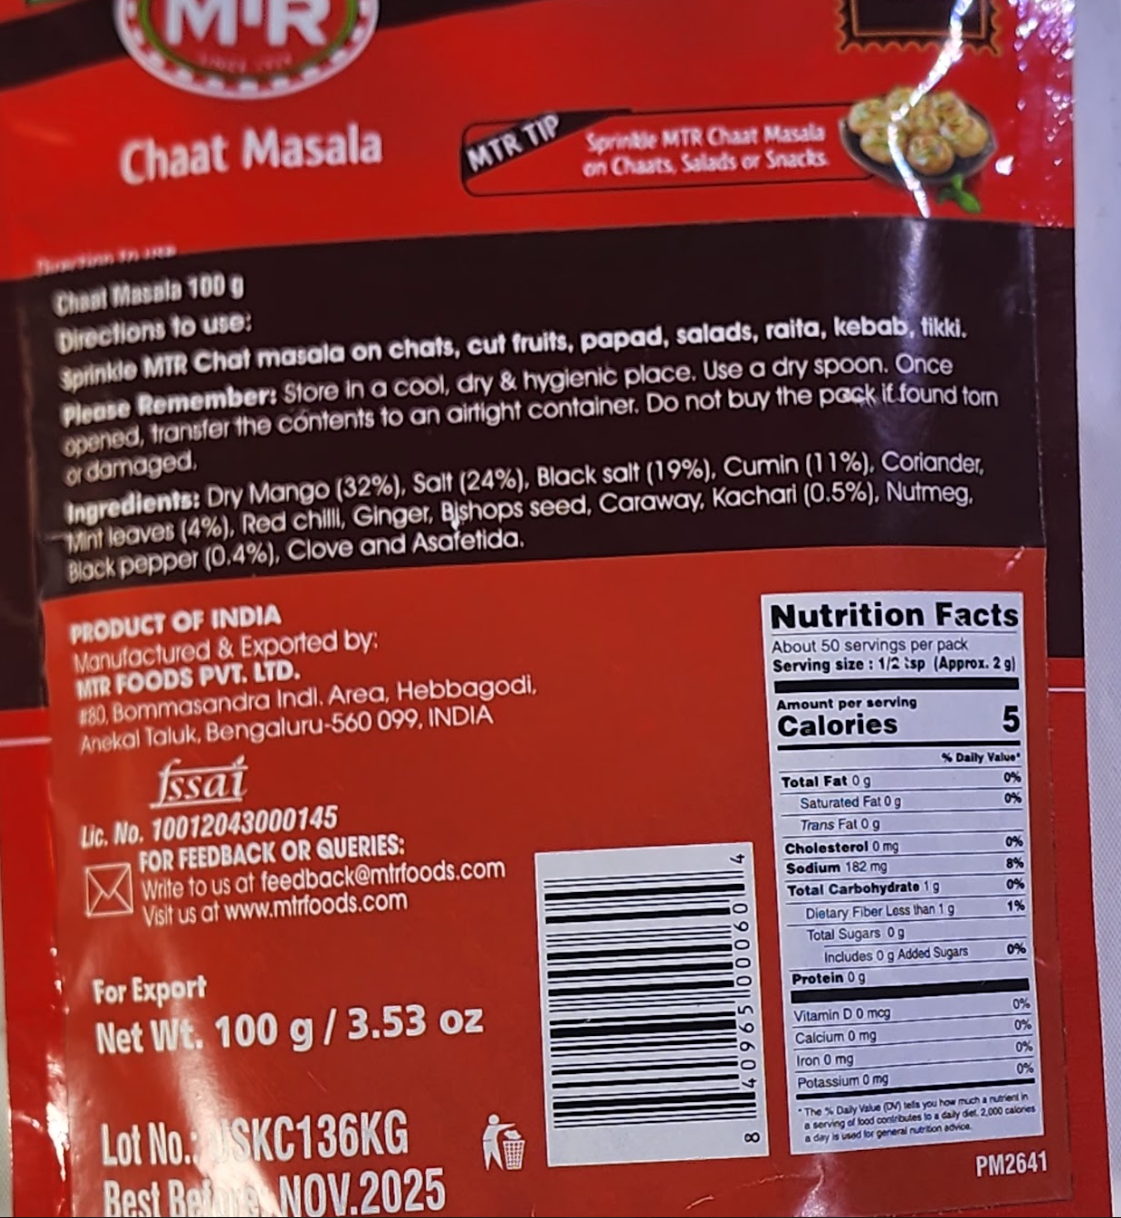 MTR
SINCE 1924
Chaat Masala
MTR TIP
Sprinkle MTR Chaat Masala
on Chaats, Salads or Snacks.
Direction to use
Chaat Masala 100 g
Directions to use:
Sprinkle MTR Chat masala on chats, cut fruits, papad, salads, raita, kebab, tikki.
Please Remember: Store in a cool, dry & hygienic place. Use a dry spoon. Once
opened, transfer the contents to an airtight container. Do not buy the pack if found torn
or damaged.
Ingredients: Dry Mango (32%), Salt (24%), Black salt (19%), Cumin (11%), Coriander,
Mint leaves (4%), Red chilli, Ginger, Bishops seed, Caraway, Kachari (0.5%), Nutmeg,
Black pepper (0.4%), Clove and Asafetida.
PRODUCT OF INDIA
Manufactured & Exported by:
MTR FOODS PVT. LTD.
#80, Bommasandra Indl. Area, Hebbagodi,
Anekal Taluk, Bengaluru-560 099, INDIA
fssai
Lic. No. 10012043000145
FOR FEEDBACK OR QUERIES:
Write to us at feedback@mtrfoods.com
Visit us at www.mtrfoods.com
For Export
Net Wt. 100 g / 3.53 oz
Lot No.: SKC136KG
Best Before NOV.2025
8 40965 00060 4
Nutrition Facts
About 50 servings per pack
Serving size : 1/2 tsp (Approx. 2 g)
Amount per serving
Calories 5
% Daily Value*
Total Fat 0 g 0%
Saturated Fat 0 g 0%
Trans Fat 0 g
Cholesterol 0 mg 0%
Sodium 182 mg 8%
Total Carbohydrate 1 g 0%
Dietary Fiber Less than 1 g 1%
Total Sugars 0 g
Includes 0 g Added Sugars 0%
Protein 0 g
Vitamin D 0 mcg 0%
Calcium 0 mg 0%
Iron 0 mg 0%
Potassium 0 mg 0%
* The % Daily Value (DV) tells you how much a nutrient in
a serving of food contributes to a daily diet. 2,000 calories
a day is used for general nutrition advice.
PM2641